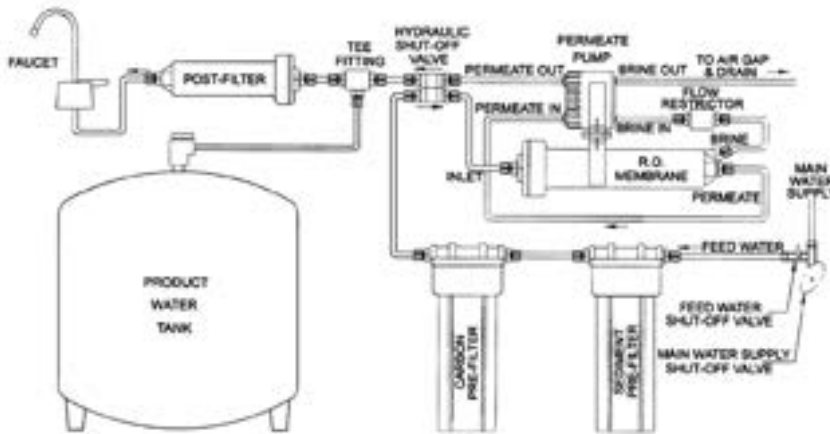 FAUCET
POST-FILTER
TEE
FITTING
HYDRAULIC
SHUT-OFF
VALVE
PERMEATE OUT
PERMEATE
PUMP
BRINE OUT
TO AIR GAP
& DRAIN
FLOW
RESTRICTOR
PERMEATE IN
BRINE IN
BRINE
INLET
R.O.
MEMBRANE
PERMEATE
MAIN
WATER
SUPPLY
FEED WATER
PRODUCT
WATER
TANK
CARBON
PRE-FILTER
SEDIMENT
PRE-FILTER
FEED WATER
SHUT-OFF VALVE
MAIN WATER SUPPLY
SHUT-OFF VALVE